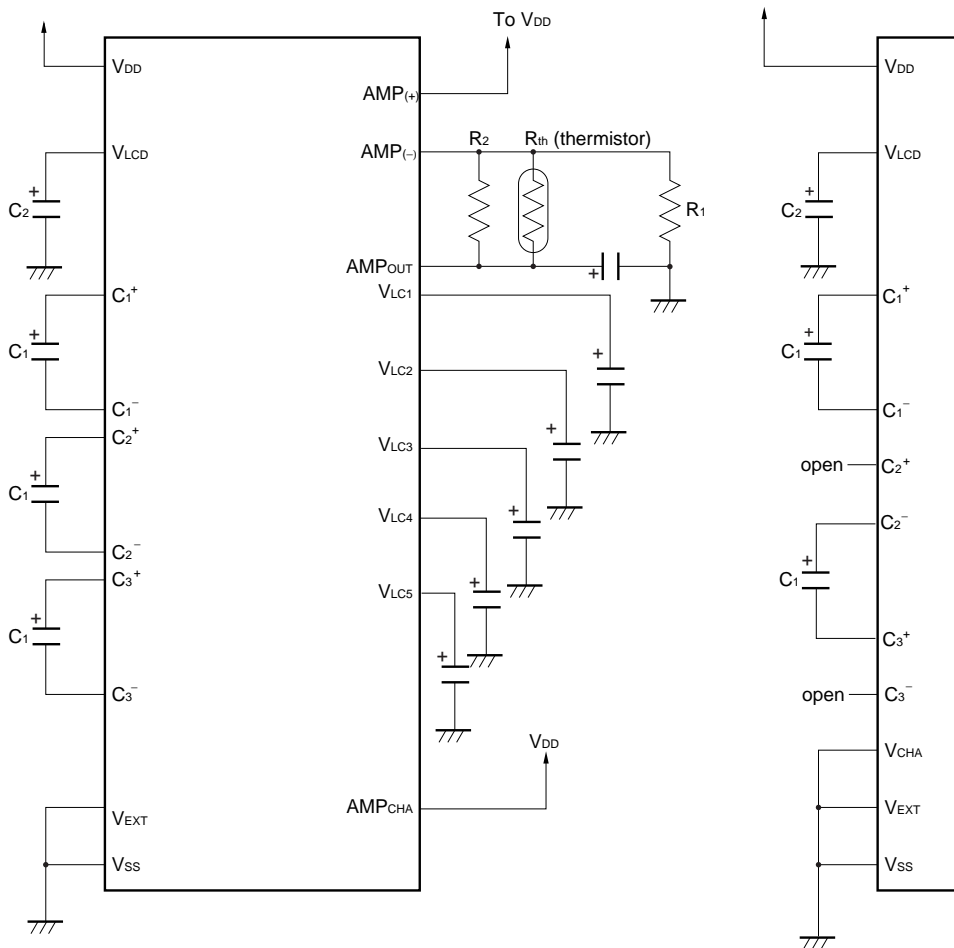 To VDD
VDD
AMP(+)
VLCD
AMP(–)
R2
Rth (thermistor)
+
C2
R1
AMPOUT
+
C1+
VLC1
+
C1
+
C1–
VLC2
C2+
+
VLC3
+
C1
+
VLC4
C2–
+
C3+
VLC5
+
C1
+
C3–
VDD
AMPCHA
VEXT
VSS
VDD
VLCD
+
C2
C1+
+
C1
C1–
open
C2+
C2–
+
C1
C3+
open
C3–
VCHA
VEXT
VSS